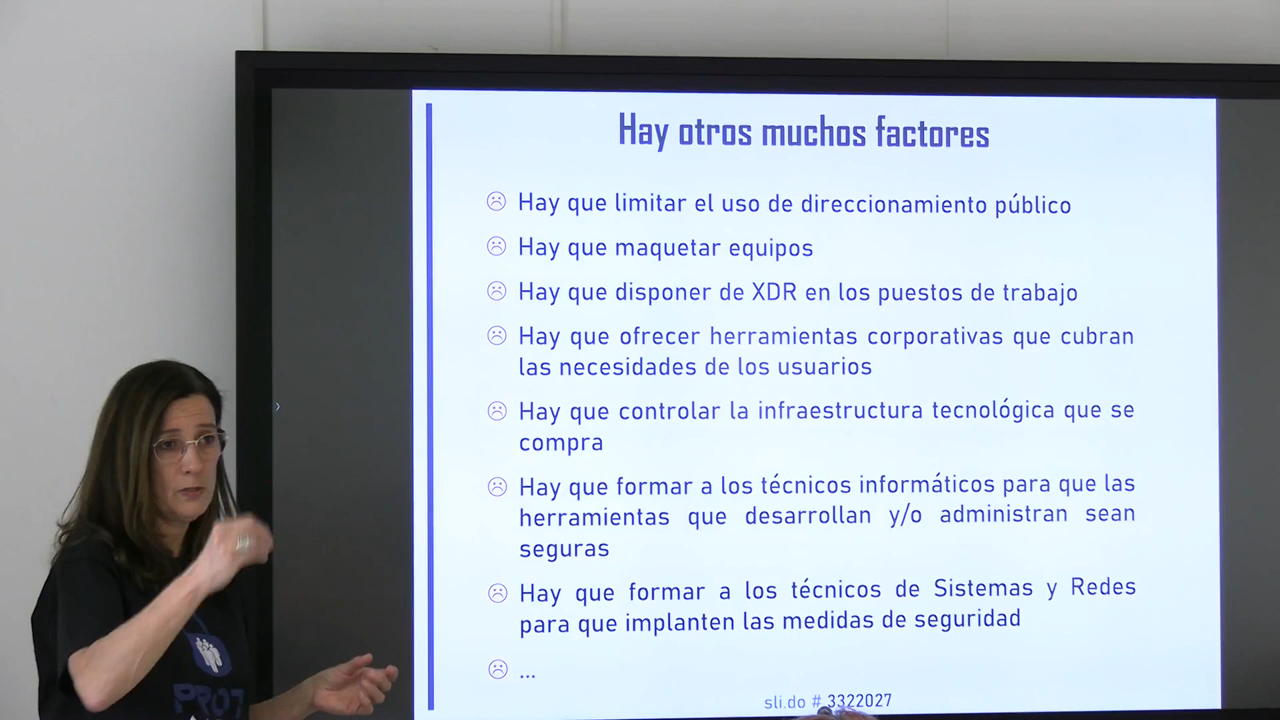 Hay otros muchos factores
Hay que limitar el uso de direccionamiento público
Hay que maquetar equipos
Hay que disponer de XDR en los puestos de trabajo
Hay que ofrecer herramientas corporativas que cubran
las necesidades de los usuarios
Hay que controlar la infraestructura tecnológica que se
compra
Hay que formar a los técnicos informáticos para que las
herramientas que desarrollan y/o administran sean
seguras
Hay que formar a los técnicos de Sistemas y Redes
para que implanten las medidas de seguridad
...
sli.do # 3322027